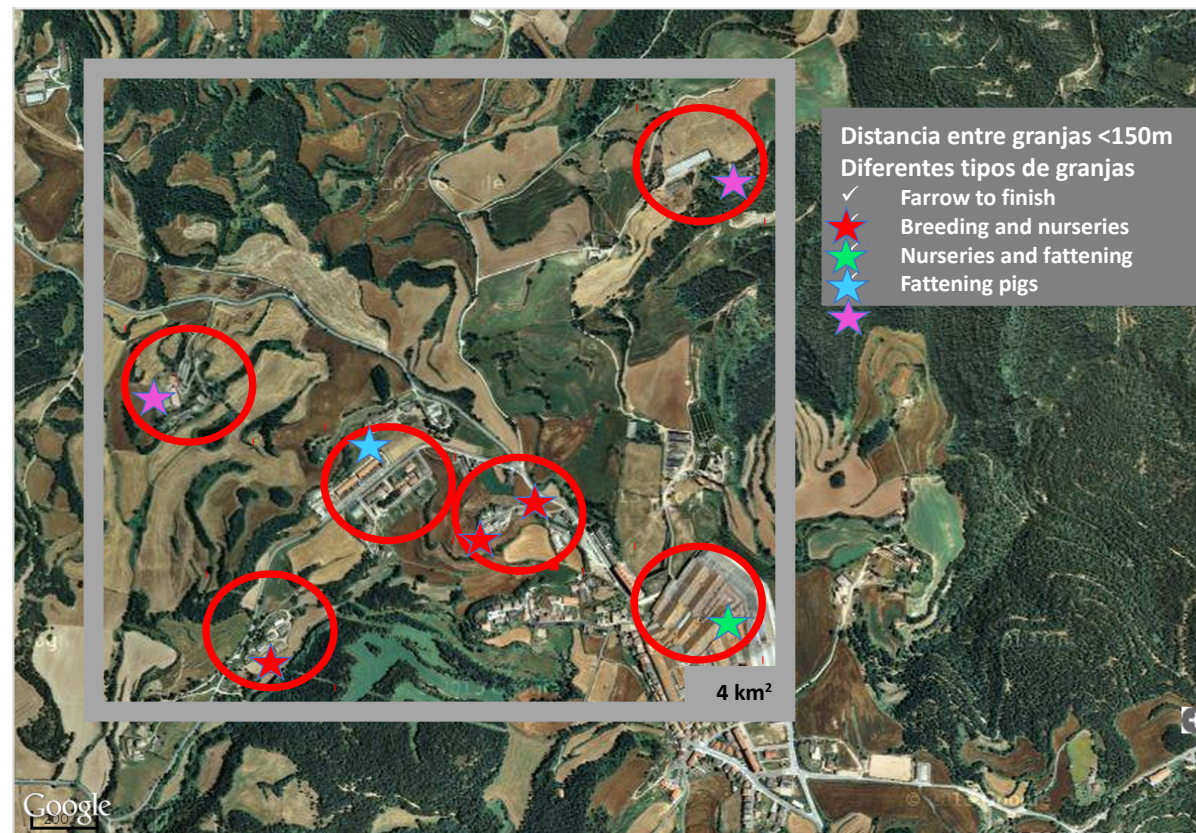 Distancia entre granjas <150m
Diferentes tipos de granjas
✓ Farrow to finish
✓ Breeding and nurseries
✓ Nurseries and fattening
✓ Fattening pigs
4 km²
Google